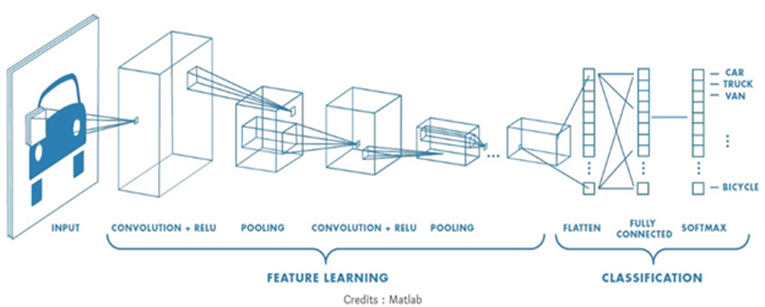 CAR
TRUCK
VAN
BICYCLE
INPUT
CONVOLUTION + RELU
POOLING
CONVOLUTION + RELU
POOLING
FLATTEN
FULLY
CONNECTED
SOFTMAX
FEATURE LEARNING
CLASSIFICATION
Credits : Matlab